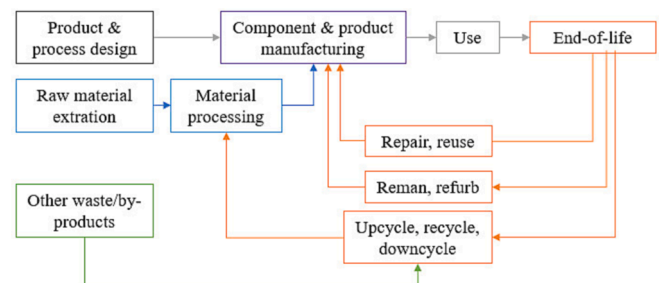 Product &
process design
Component & product
manufacturing
Use
End-of-life
Raw material
extration
Material
processing
Repair, reuse
Reman, refurb
Other waste/by-
products
Upcycle, recycle,
downcycle